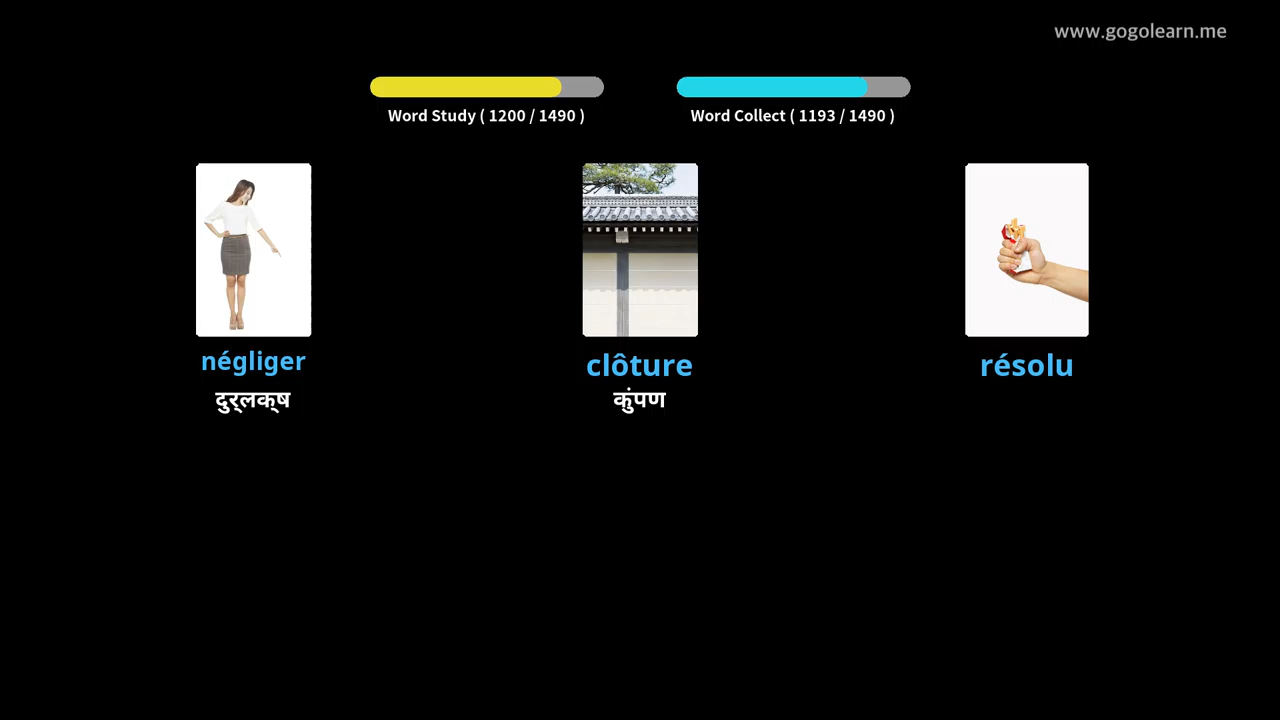 www.gogolearn.me
Word Study ( 1200 / 1490 )
Word Collect ( 1193 / 1490 )
négliger
clôture
résolu
दुर्लक्ष
कुंपण